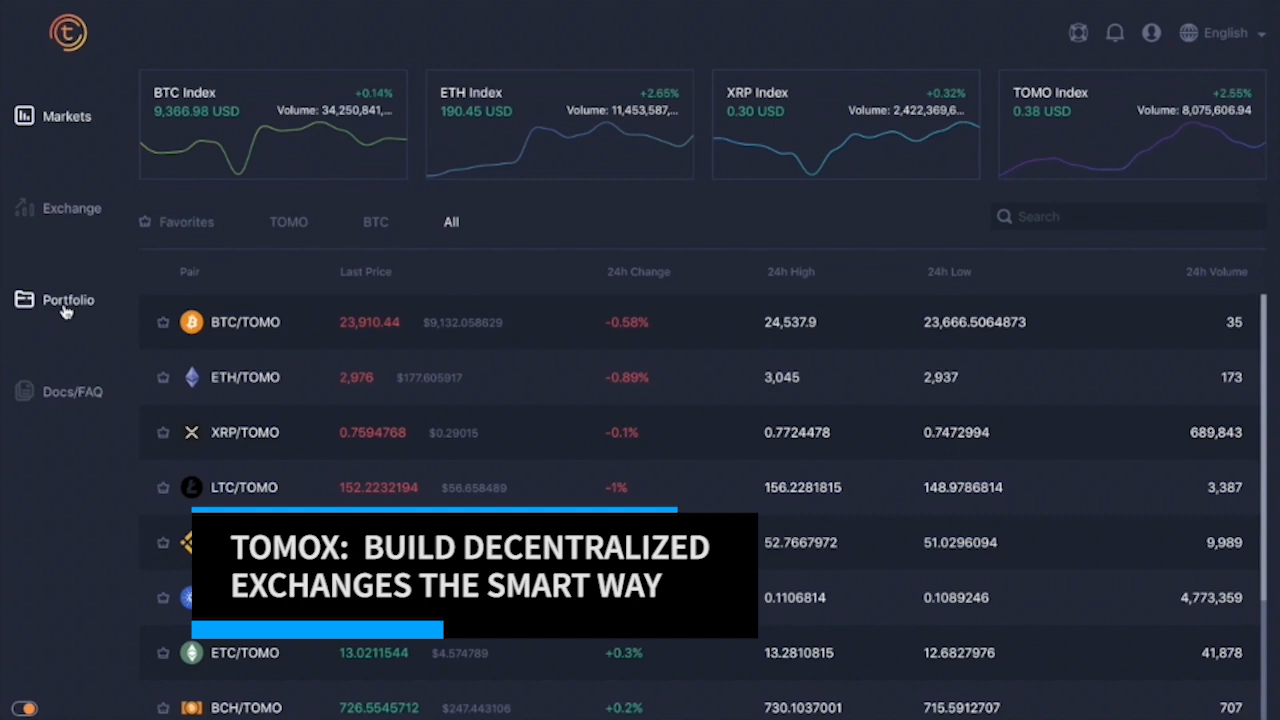 English
BTC Index +0.14%
9,366.98 USD Volume: 34,250,841,...
ETH Index +2.65%
190.45 USD Volume: 11,453,587,...
XRP Index +0.32%
0.30 USD Volume: 2,422,369,6...
TOMO Index +2.55%
0.38 USD Volume: 8,075,606.94
Markets
Exchange
Portfolio
Docs/FAQ
Favorites TOMO BTC All Search
Pair Last Price 24h Change 24h High 24h Low 24h Volume
BTC/TOMO 23,910.44 $9,132.058629 -0.58% 24,537.9 23,666.5064873 35
ETH/TOMO 2,976 $177.605917 -0.89% 3,045 2,937 173
XRP/TOMO 0.7594768 $0.29015 -0.1% 0.7724478 0.7472994 689,843
LTC/TOMO 152.2232194 $56.658489 -1% 156.2281815 148.9786814 3,387
52.7667972 51.0296094 9,989
0.1106814 0.1089246 4,773,359
TOMOX: BUILD DECENTRALIZED
EXCHANGES THE SMART WAY
ETC/TOMO 13.0211544 $4.574789 +0.3% 13.2810815 12.6827976 41,878
BCH/TOMO 726.5545712 $247.443106 +0.2% 730.1037001 715.5912707 707